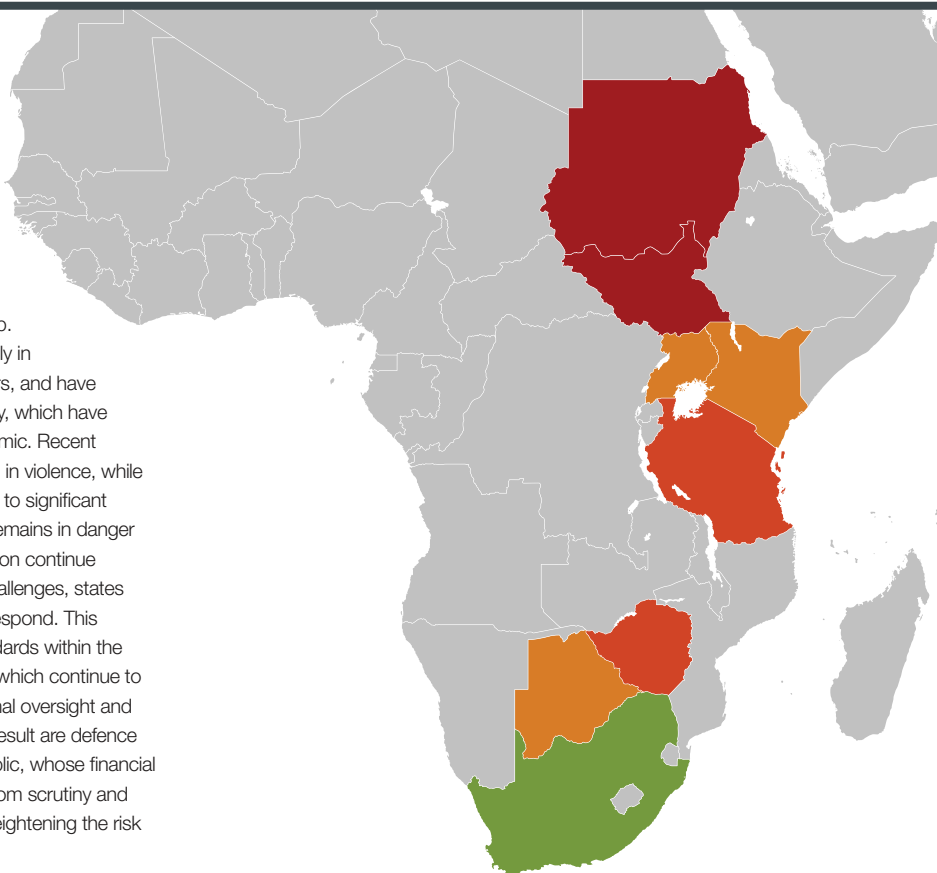 o.
ly in
rs, and have
y, which have
mic. Recent
in violence, while
to significant
emains in danger
on continue
allenges, states
espond. This
dards within the
which continue to
nal oversight and
esult are defence
blic, whose financial
om scrutiny and
eightening the risk